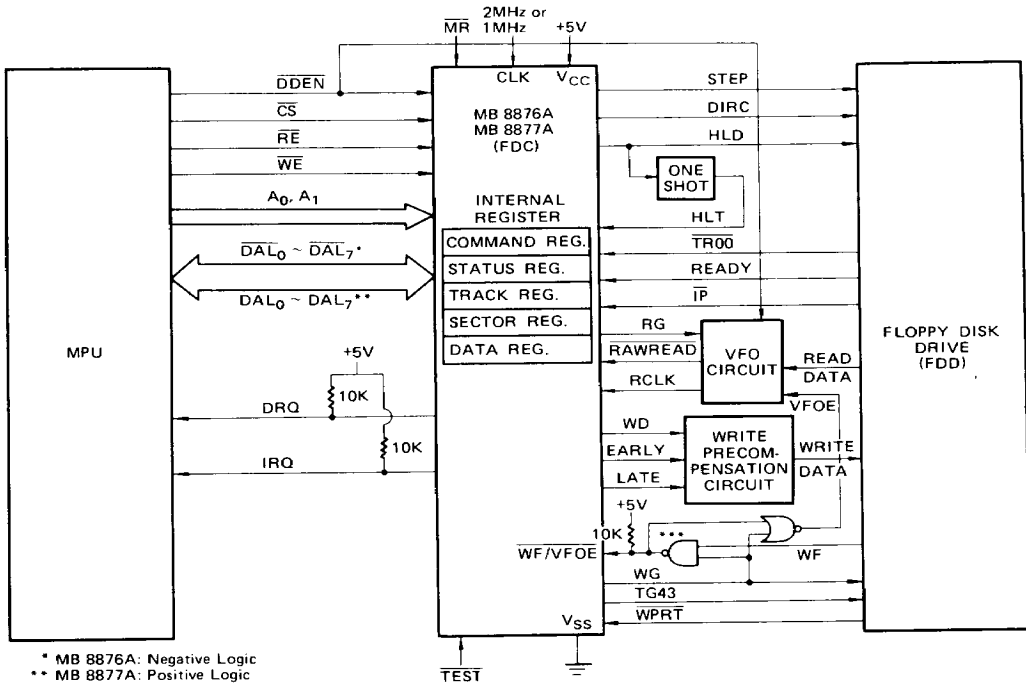 2MHz or
1MHz
MR
+5V
CLK
VCC
DDEN
CS
RE
WE
A0, A1
DAL0 ~ DAL7*
DAL0 ~ DAL7**
MPU
+5V
10K
10K
DRQ
IRQ
MB 8876A
MB 8877A
(FDC)
INTERNAL
REGISTER
COMMAND REG.
STATUS REG.
TRACK REG.
SECTOR REG.
DATA REG.
VSS
TEST
STEP
DIRC
HLD
ONE
SHOT
HLT
TR00
READY
IP
RG
RAWREAD
RCLK
VFO
CIRCUIT
READ
DATA
VFOE
WD
EARLY
LATE
WRITE
PRECOM-
PENSATION
CIRCUIT
WRITE
DATA
+5V
10K
***
WF/VFOE
WF
WG
TG43
WPRT
FLOPPY DISK
DRIVE
(FDD)
* MB 8876A: Negative Logic
** MB 8877A: Positive Logic